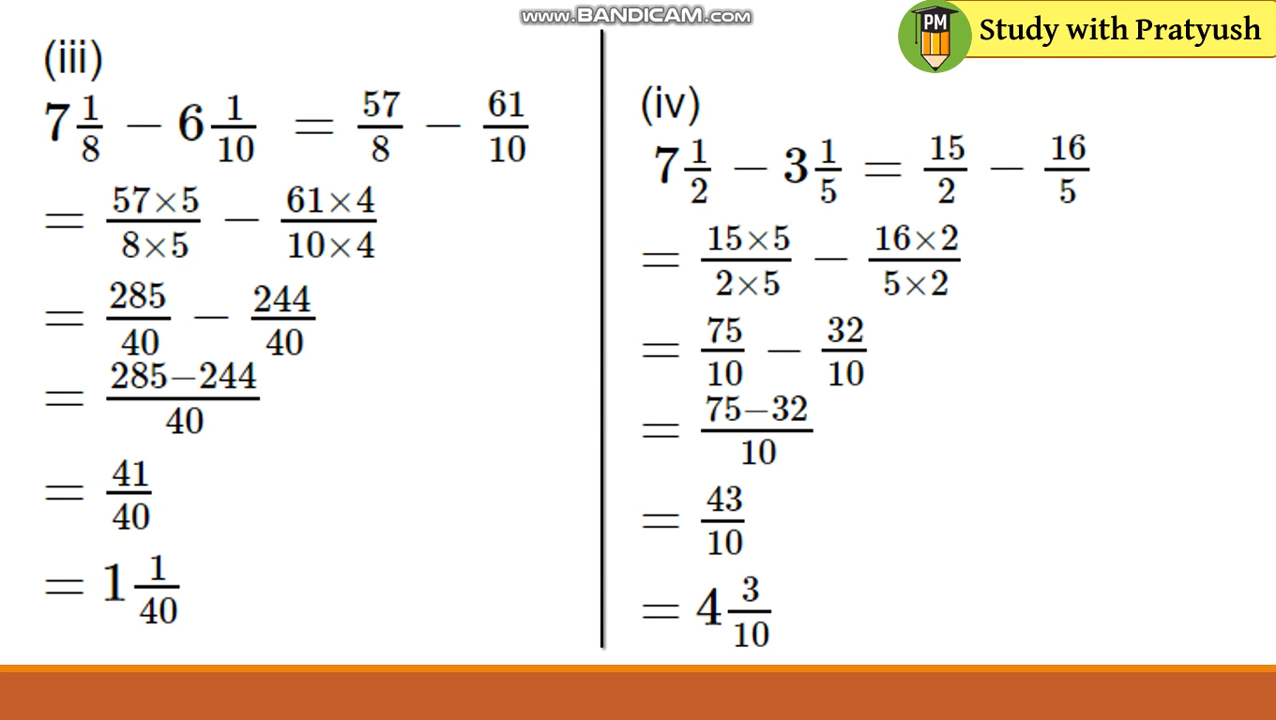 www.BANDICAM.com
PM
Study with Pratyush
(iii)
7 1/8 − 6 1/10 = 57/8 − 61/10
= 57×5/8×5 − 61×4/10×4
= 285/40 − 244/40
= 285−244/40
= 41/40
= 1 1/40
(iv)
7 1/2 − 3 1/5 = 15/2 − 16/5
= 15×5/2×5 − 16×2/5×2
= 75/10 − 32/10
= 75−32/10
= 43/10
= 4 3/10